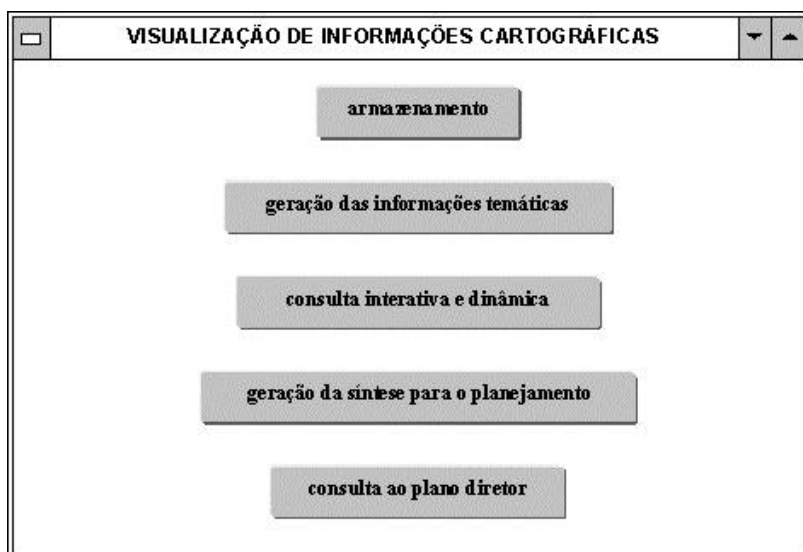 VISUALIZAÇÃO DE INFORMAÇÕES CARTOGRÁFICAS
armazenamento
geração das informações temáticas
consulta interativa e dinâmica
geração da síntese para o planejamento
consulta ao plano diretor